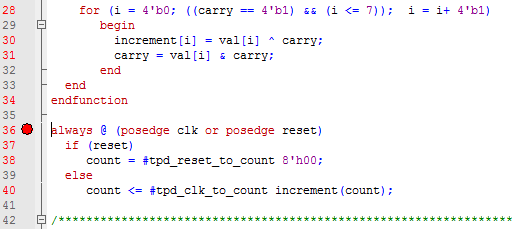 28 for (i = 4'b0; ((carry == 4'b1) && (i <= 7));  i = i+ 4'b1)
29 begin
30 increment[i] = val[i] ^ carry;
31 carry = val[i] & carry;
32 end
33 end
34 endfunction
35
36 always @ (posedge clk or posedge reset)
37 if (reset)
38 count = #tpd_reset_to_count 8'h00;
39 else
40 count <= #tpd_clk_to_count increment(count);
41
42 /*****************************************************************